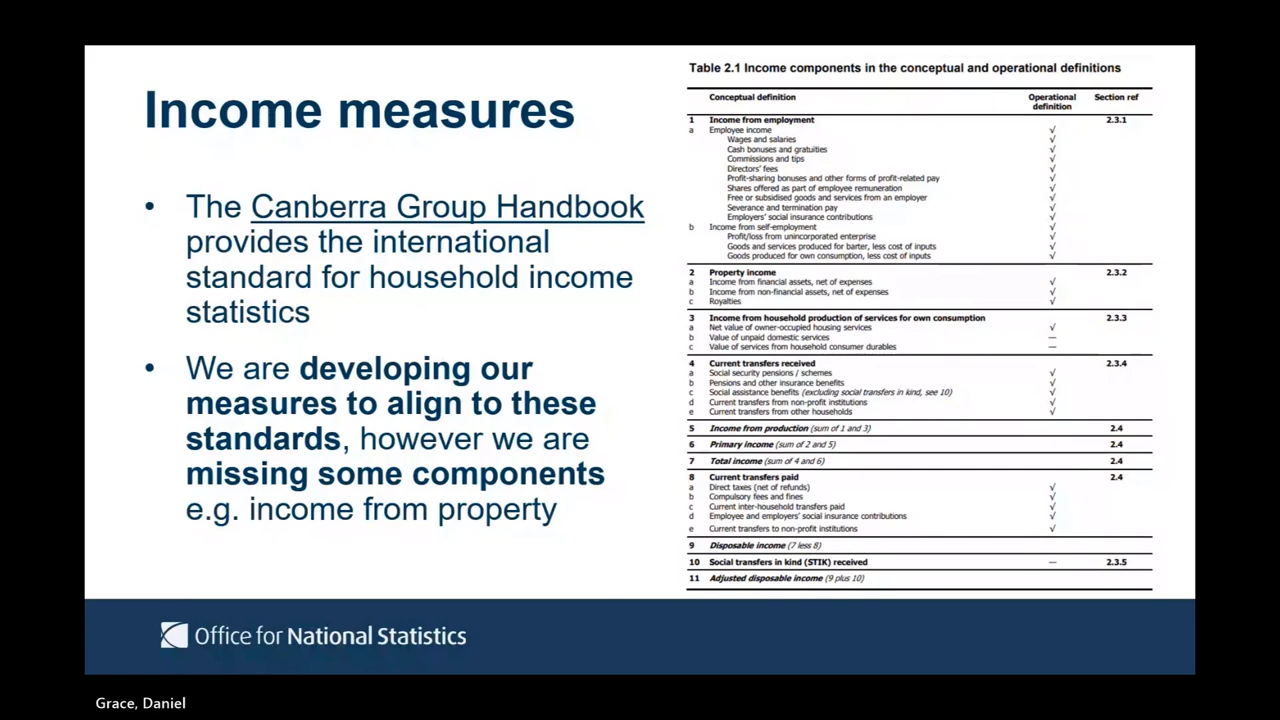 Income measures
• The Canberra Group Handbook
provides the international
standard for household income
statistics
• We are developing our
measures to align to these
standards, however we are
missing some components
e.g. income from property
Table 2.1 Income components in the conceptual and operational definitions
Conceptual definition Operational definition Section ref
1 Income from employment 2.3.1
a Employee income √
Wages and salaries √
Cash bonuses and gratuities √
Commissions and tips √
Directors' fees √
Profit-sharing bonuses and other forms of profit-related pay √
Shares offered as part of employee remuneration √
Free or subsidised goods and services from an employer √
Severance and termination pay √
Employers' social insurance contributions √
b Income from self-employment √
Profit/loss from unincorporated enterprise √
Goods and services produced for barter, less cost of inputs √
Goods produced for own consumption, less cost of inputs √
2 Property income 2.3.2
a Income from financial assets, net of expenses √
b Income from non-financial assets, net of expenses √
c Royalties √
3 Income from household production of services for own consumption 2.3.3
a Net value of owner-occupied housing services √
b Value of unpaid domestic services —
c Value of services from household consumer durables —
4 Current transfers received 2.3.4
a Social security pensions / schemes √
b Pensions and other insurance benefits √
c Social assistance benefits (excluding social transfers in kind, see 10) √
d Current transfers from non-profit institutions √
e Current transfers from other households √
5 Income from production (sum of 1 and 3) 2.4
6 Primary income (sum of 2 and 5) 2.4
7 Total income (sum of 4 and 6) 2.4
8 Current transfers paid 2.4
a Direct taxes (net of refunds) √
b Compulsory fees and fines √
c Current inter-household transfers paid √
d Employee and employers' social insurance contributions √
e Current transfers to non-profit institutions √
9 Disposable income (7 less 8)
10 Social transfers in kind (STIK) received — 2.3.5
11 Adjusted disposable income (9 plus 10)
Office for National Statistics
Grace, Daniel